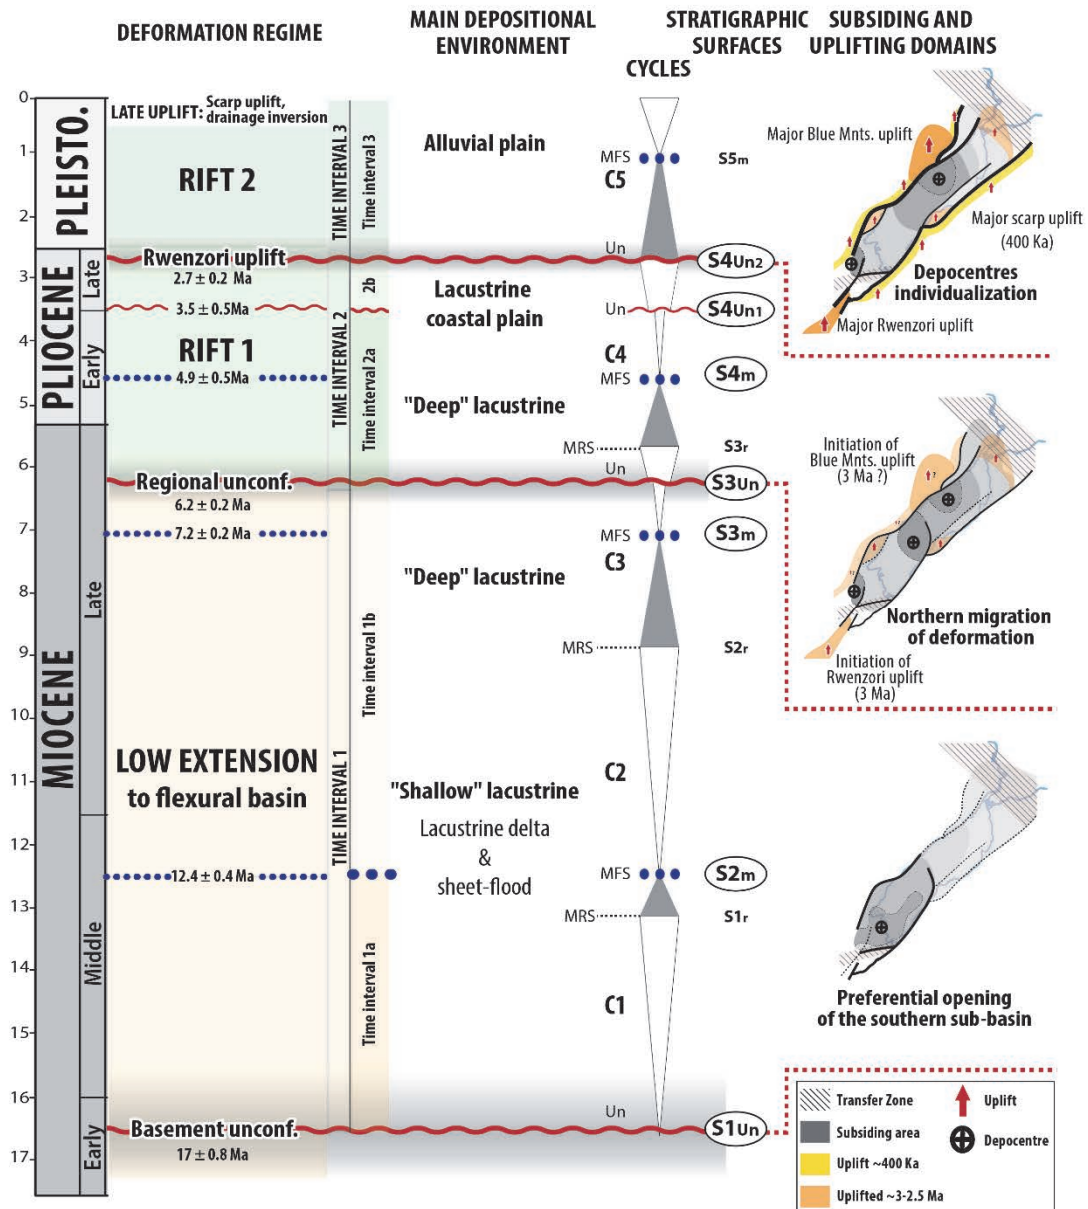 DEFORMATION REGIME
MAIN DEPOSITIONAL
ENVIRONMENT
STRATIGRAPHIC
SURFACES
SUBSIDING AND
UPLIFTING DOMAINS
CYCLES
0
1
2
3
4
5
6
7
8
9
10
11
12
13
14
15
16
17
PLEISTO.
PLIOCENE
Late
Early
MIOCENE
Late
Middle
Early
LATE UPLIFT: Scarp uplift,
drainage inversion
RIFT 2
Rwenzori uplift
2.7 ± 0.2 Ma
3.5 ± 0.5Ma
RIFT 1
4.9 ± 0.5Ma
Regional unconf.
6.2 ± 0.2 Ma
7.2 ± 0.2 Ma
LOW EXTENSION
to flexural basin
12.4 ± 0.4 Ma
Basement unconf.
17 ± 0.8 Ma
TIME INTERVAL 3
Time interval 3
TIME INTERVAL 2
2b
Time interval 2a
TIME INTERVAL 1
Time interval 1b
Time interval 1a
Alluvial plain
Lacustrine
coastal plain
"Deep" lacustrine
"Deep" lacustrine
"Shallow" lacustrine
Lacustrine delta
&
sheet-flood
MFS
C5
Un
Un
C4
MFS
MRS
Un
MFS
C3
MRS
C2
MFS
MRS
C1
Un
S5m
S4Un2
S4Un1
S4m
S3r
S3Un
S3m
S2r
S2m
S1r
S1Un
Major Blue Mnts. uplift
Major scarp uplift
(400 Ka)
Depocentres
individualization
Major Rwenzori uplift
Initiation of
Blue Mnts. uplift
(3 Ma ?)
Northern migration
of deformation
Initiation of
Rwenzori uplift
(3 Ma)
Preferential opening
of the southern sub-basin
Transfer Zone
Uplift
Subsiding area
Depocentre
Uplift ~400 Ka
Uplifted ~3-2.5 Ma